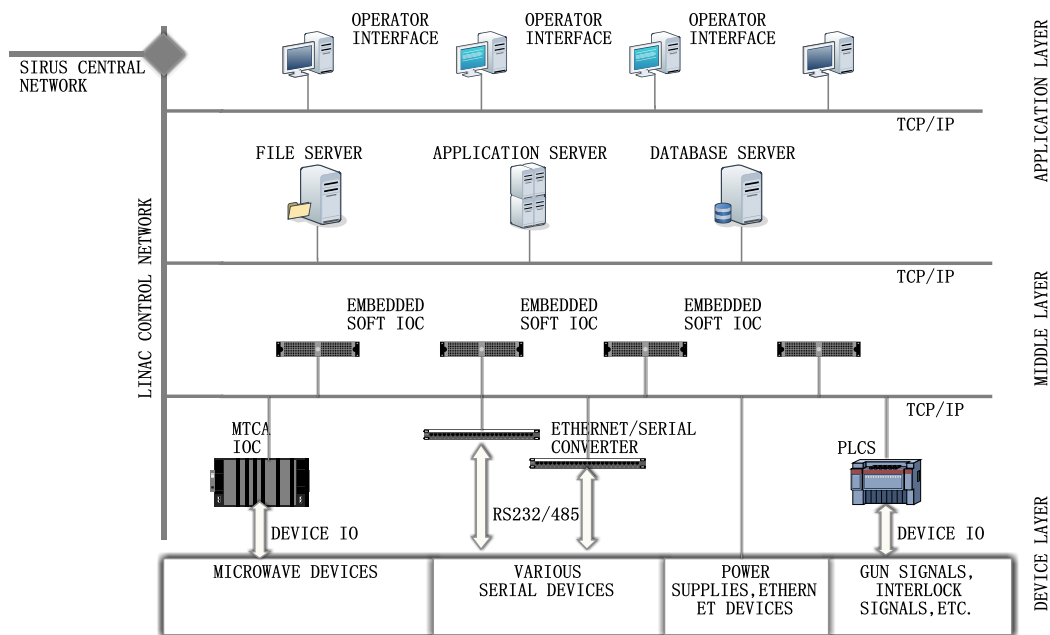 OPERATOR
INTERFACE
OPERATOR
INTERFACE
OPERATOR
INTERFACE
SIRUS CENTRAL
NETWORK
TCP/IP
APPLICATION LAYER
FILE SERVER
APPLICATION SERVER
DATABASE SERVER
LINAC CONTROL NETWORK
TCP/IP
MIDDLE LAYER
EMBEDDED
SOFT IOC
EMBEDDED
SOFT IOC
EMBEDDED
SOFT IOC
TCP/IP
MTCA
IOC
ETHERNET/SERIAL
CONVERTER
PLCS
RS232/485
DEVICE IO
DEVICE IO
DEVICE LAYER
MICROWAVE DEVICES
VARIOUS
SERIAL DEVICES
POWER
SUPPLIES,ETHERN
ET DEVICES
GUN SIGNALS,
INTERLOCK
SIGNALS,ETC.